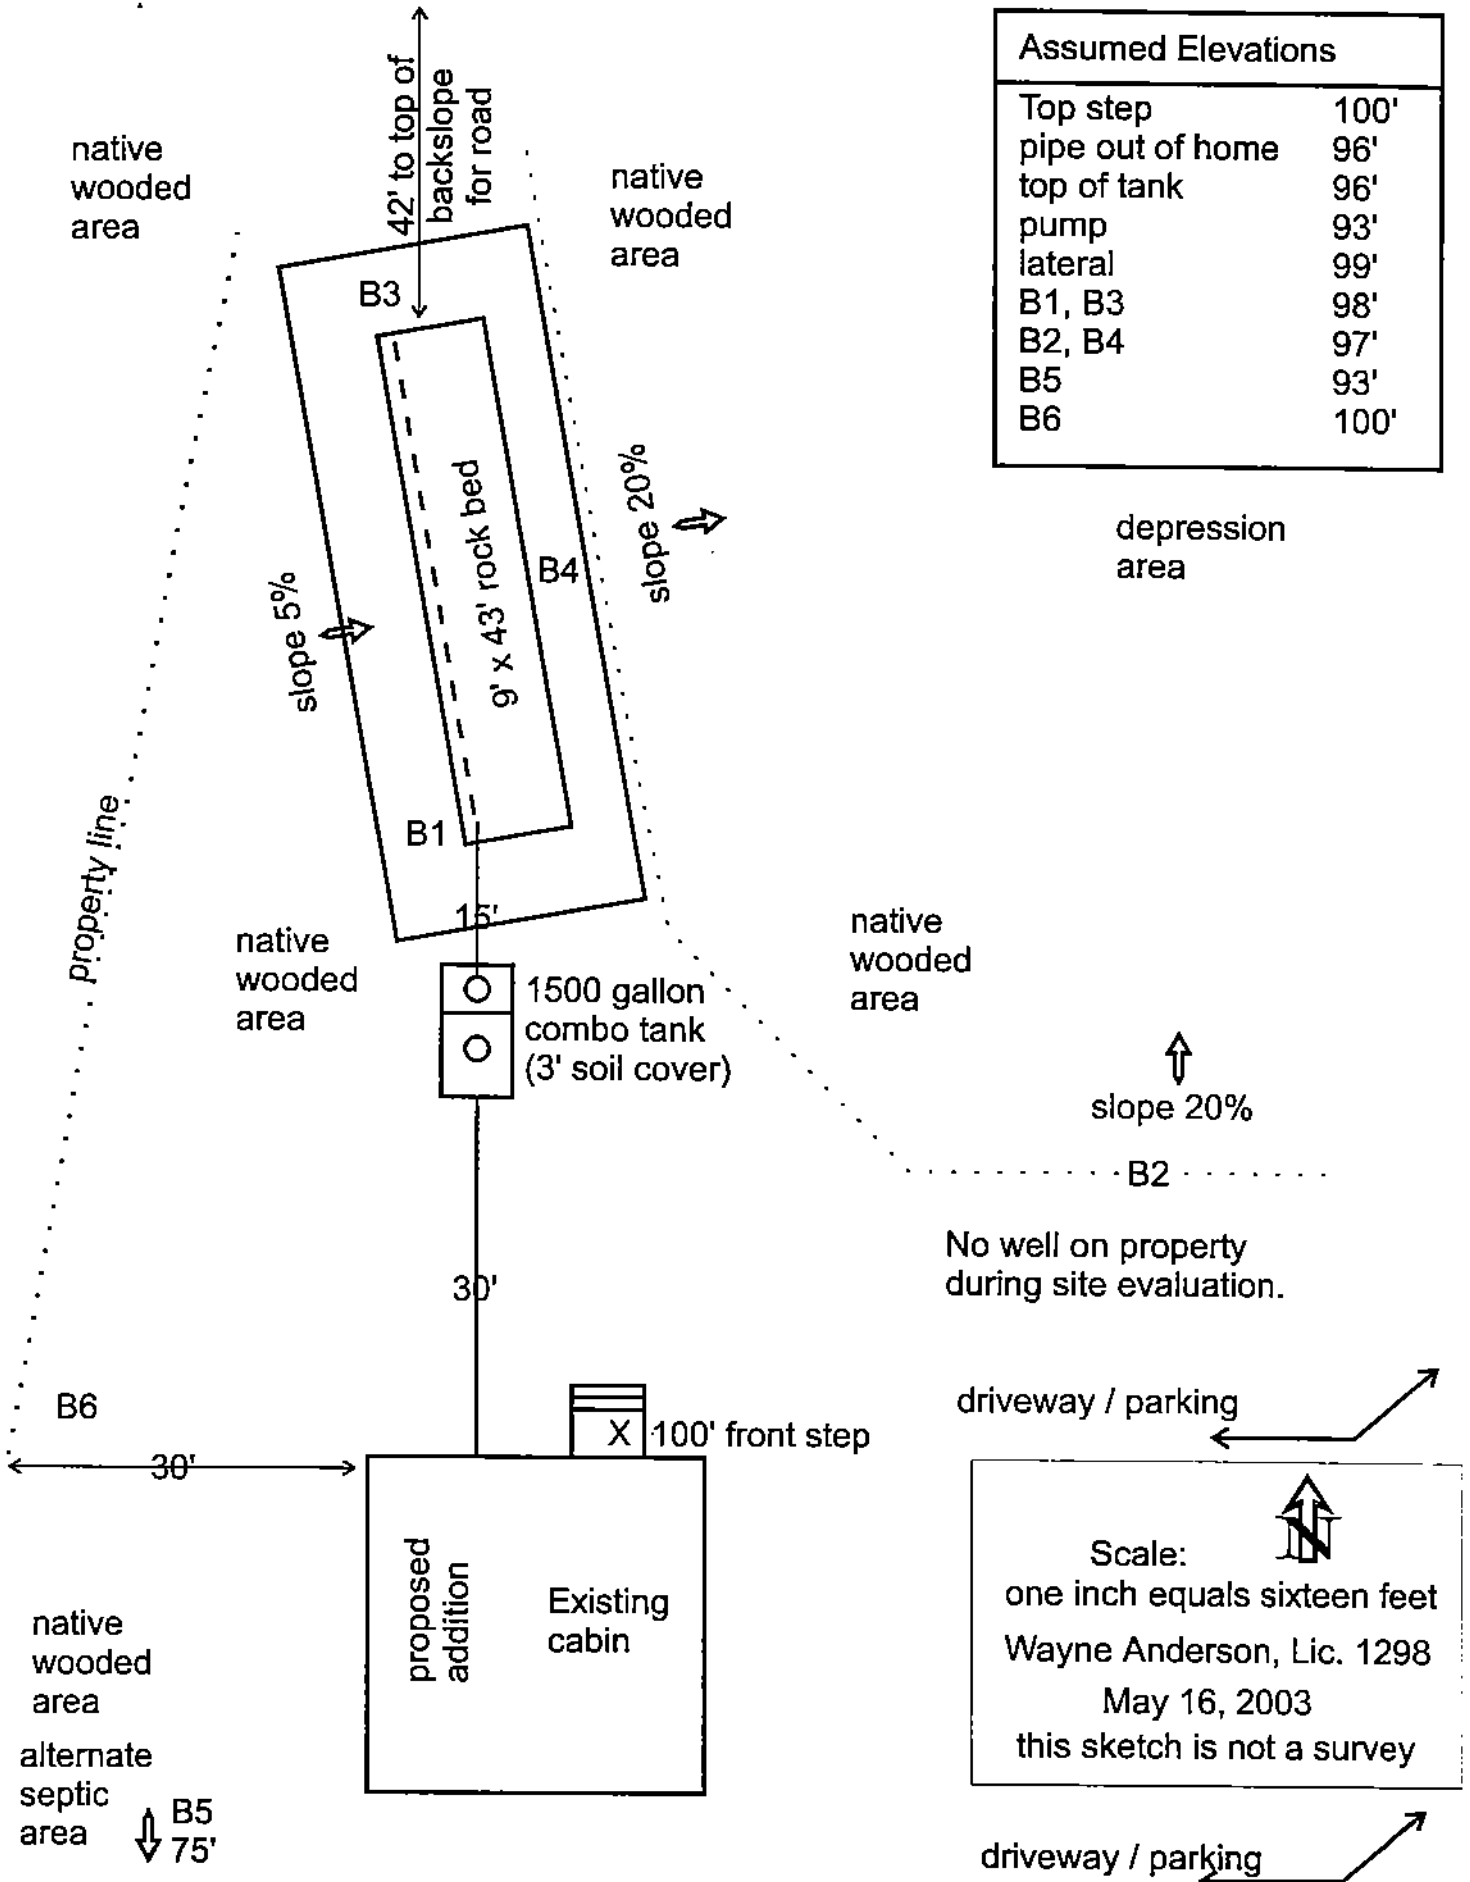 42' to top of
backslope
for road
native
wooded
area
native
wooded
area
Assumed Elevations
Top step 100'
pipe out of home 96'
top of tank 96'
pump 93'
lateral 99'
B1, B3 98'
B2, B4 97'
B5 93'
B6 100'
B3
9' x 43' rock bed
B4
slope 20%
depression
area
slope 5%
property line
B1
15'
native
wooded
area
native
wooded
area
1500 gallon
combo tank
(3' soil cover)
slope 20%
B2
No well on property
during site evaluation.
30'
B6
30'
X 100' front step
driveway / parking
proposed
addition
Existing
cabin
N
Scale:
one inch equals sixteen feet
Wayne Anderson, Lic. 1298
May 16, 2003
this sketch is not a survey
native
wooded
area
alternate
septic
area
B5
75'
driveway / parking